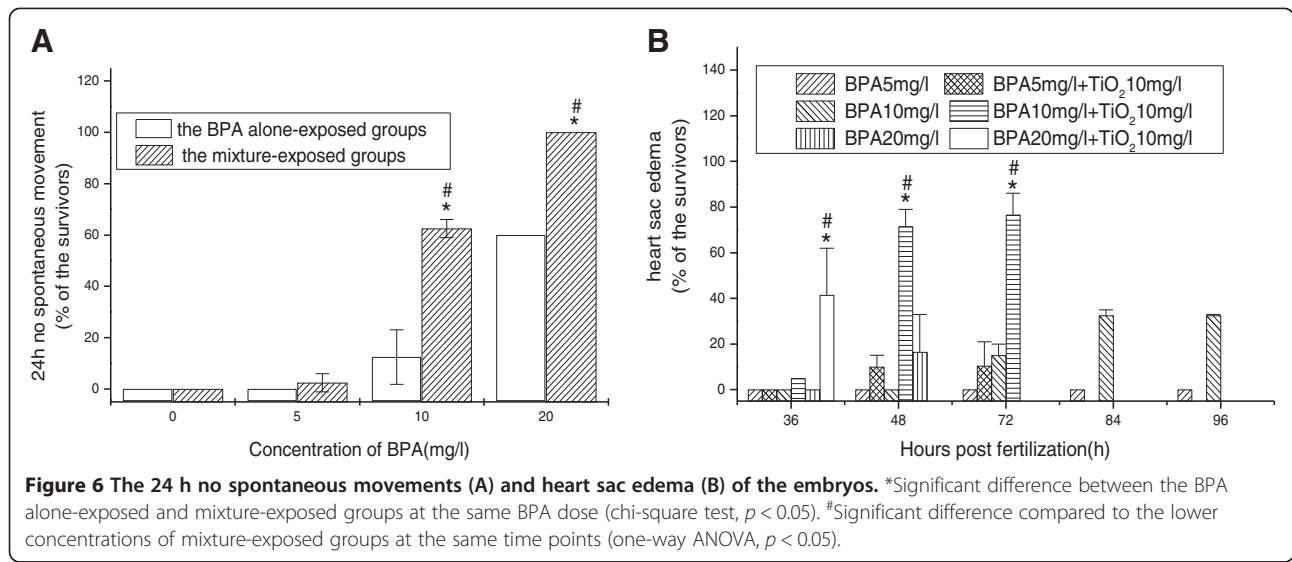 A
24h no spontaneous movement
(% of the survivors)
120
100
80
60
40
20
0
the BPA alone-exposed groups
the mixture-exposed groups
#
*
#
*
0 5 10 20
Concentration of BPA(mg/l)
B
heart sac edema
(% of the survivors)
140
120
100
80
60
40
20
0
BPA5mg/l BPA5mg/l+TiO₂10mg/l
BPA10mg/l BPA10mg/l+TiO₂10mg/l
BPA20mg/l BPA20mg/l+TiO₂10mg/l
#
*
#
*
#
*
36 48 72 84 96
Hours post fertilization(h)
Figure 6 The 24 h no spontaneous movements (A) and heart sac edema (B) of the embryos. *Significant difference between the BPA
alone-exposed and mixture-exposed groups at the same BPA dose (chi-square test, p < 0.05). #Significant difference compared to the lower
concentrations of mixture-exposed groups at the same time points (one-way ANOVA, p < 0.05).